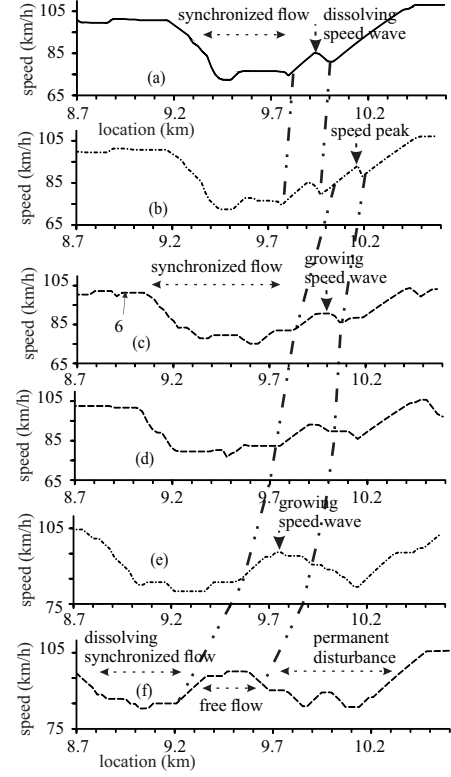 synchronized flow
dissolving
speed wave
speed (km/h)
105
85
65
(a)
8.7 9.2 9.7 10.2
location (km)
speed peak
speed (km/h)
105
85
65
(b)
8.7 9.2 9.7 10.2
synchronized flow
growing
speed wave
speed (km/h)
105
85
65
6
(c)
8.7 9.2 9.7 10.2
speed (km/h)
105
85
65
(d)
8.7 9.2 9.7 10.2
growing
speed wave
speed (km/h)
105
75
(e)
8.7 9.2 9.7 10.2
dissolving
synchronized flow
permanent
disturbance
speed (km/h)
105
75
(f)
free flow
8.7 9.2 9.7 10.2
location (km)